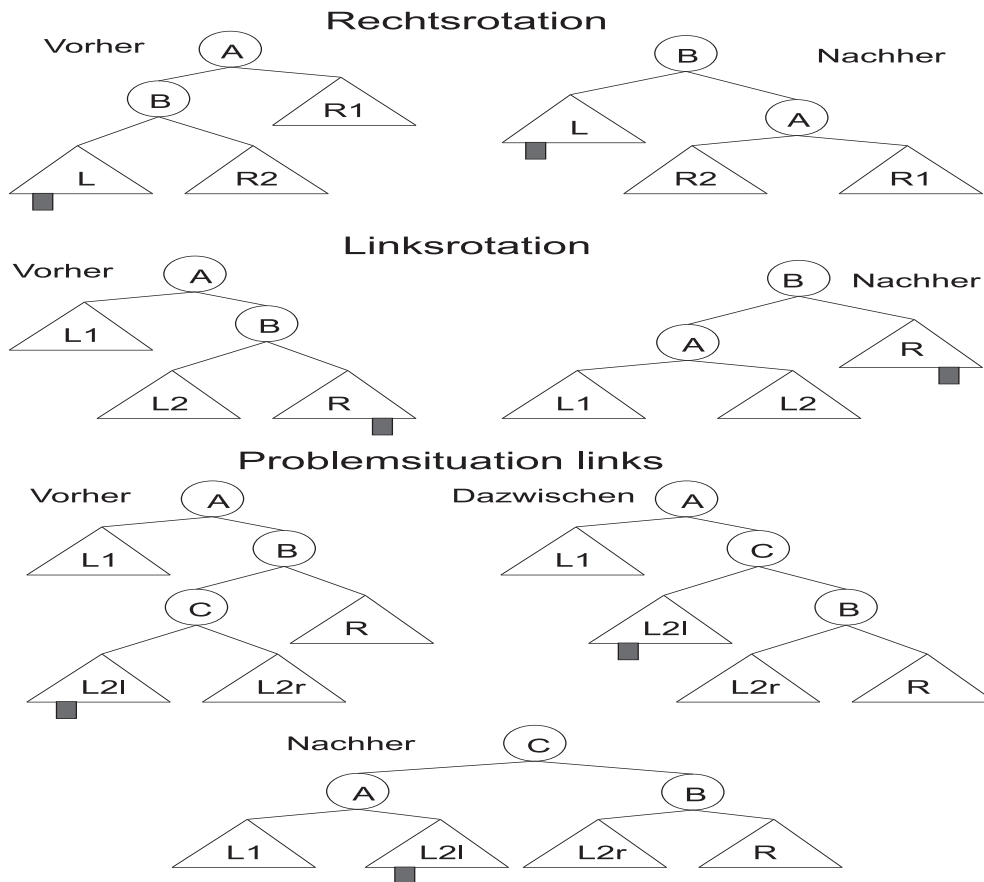 Rechtsrotation
Vorher A B Nachher
B R1 L A
L R2 R2 R1
Linksrotation
Vorher A B Nachher
L1 B A R
L2 R L1 L2
Problemsituation links
Vorher A Dazwischen A
L1 B L1 C
C R L2l B
L2l L2r L2r R
Nachher C
A B
L1 L2l L2r R